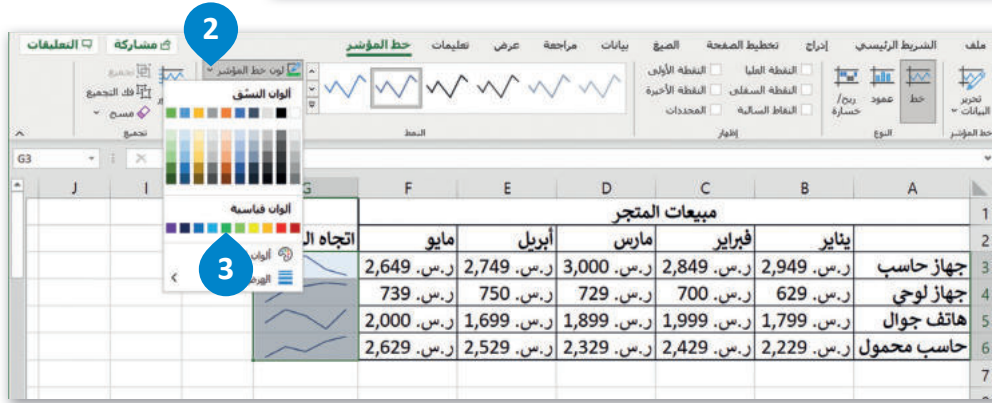 2
ملف الشريط الرئيسي إدراج تخطيط الصفحة الصيغ بيانات مراجعة عرض تعليمات خط المؤشر مشاركة التعليقات
تحرير البيانات
خط
عمود
ربح/خسارة
النقطة العليا
النقطة الأولى
النقطة السفلى
النقطة الأخيرة
النقاط السالبة
المحددات
لون خط المؤشر
تجميع
فك التجميع
مسح
خط المؤشر النوع إظهار النمط تجميع
ألوان النسق
ألوان قياسية
ألوان
3
G3
A B C D E F G I J
1 مبيعات المتجر
2 يناير فبراير مارس أبريل مايو اتجاه
3 جهاز حاسب ر.س. 2,949 ر.س. 2,849 ر.س. 3,000 ر.س. 2,749 ر.س. 2,649
4 جهاز لوحي ر.س. 629 ر.س. 700 ر.س. 729 ر.س. 750 ر.س. 739
5 هاتف جوال ر.س. 1,799 ر.س. 1,999 ر.س. 1,899 ر.س. 1,699 ر.س. 2,000
6 حاسب محمول ر.س. 2,229 ر.س. 2,429 ر.س. 2,329 ر.س. 2,529 ر.س. 2,629
7